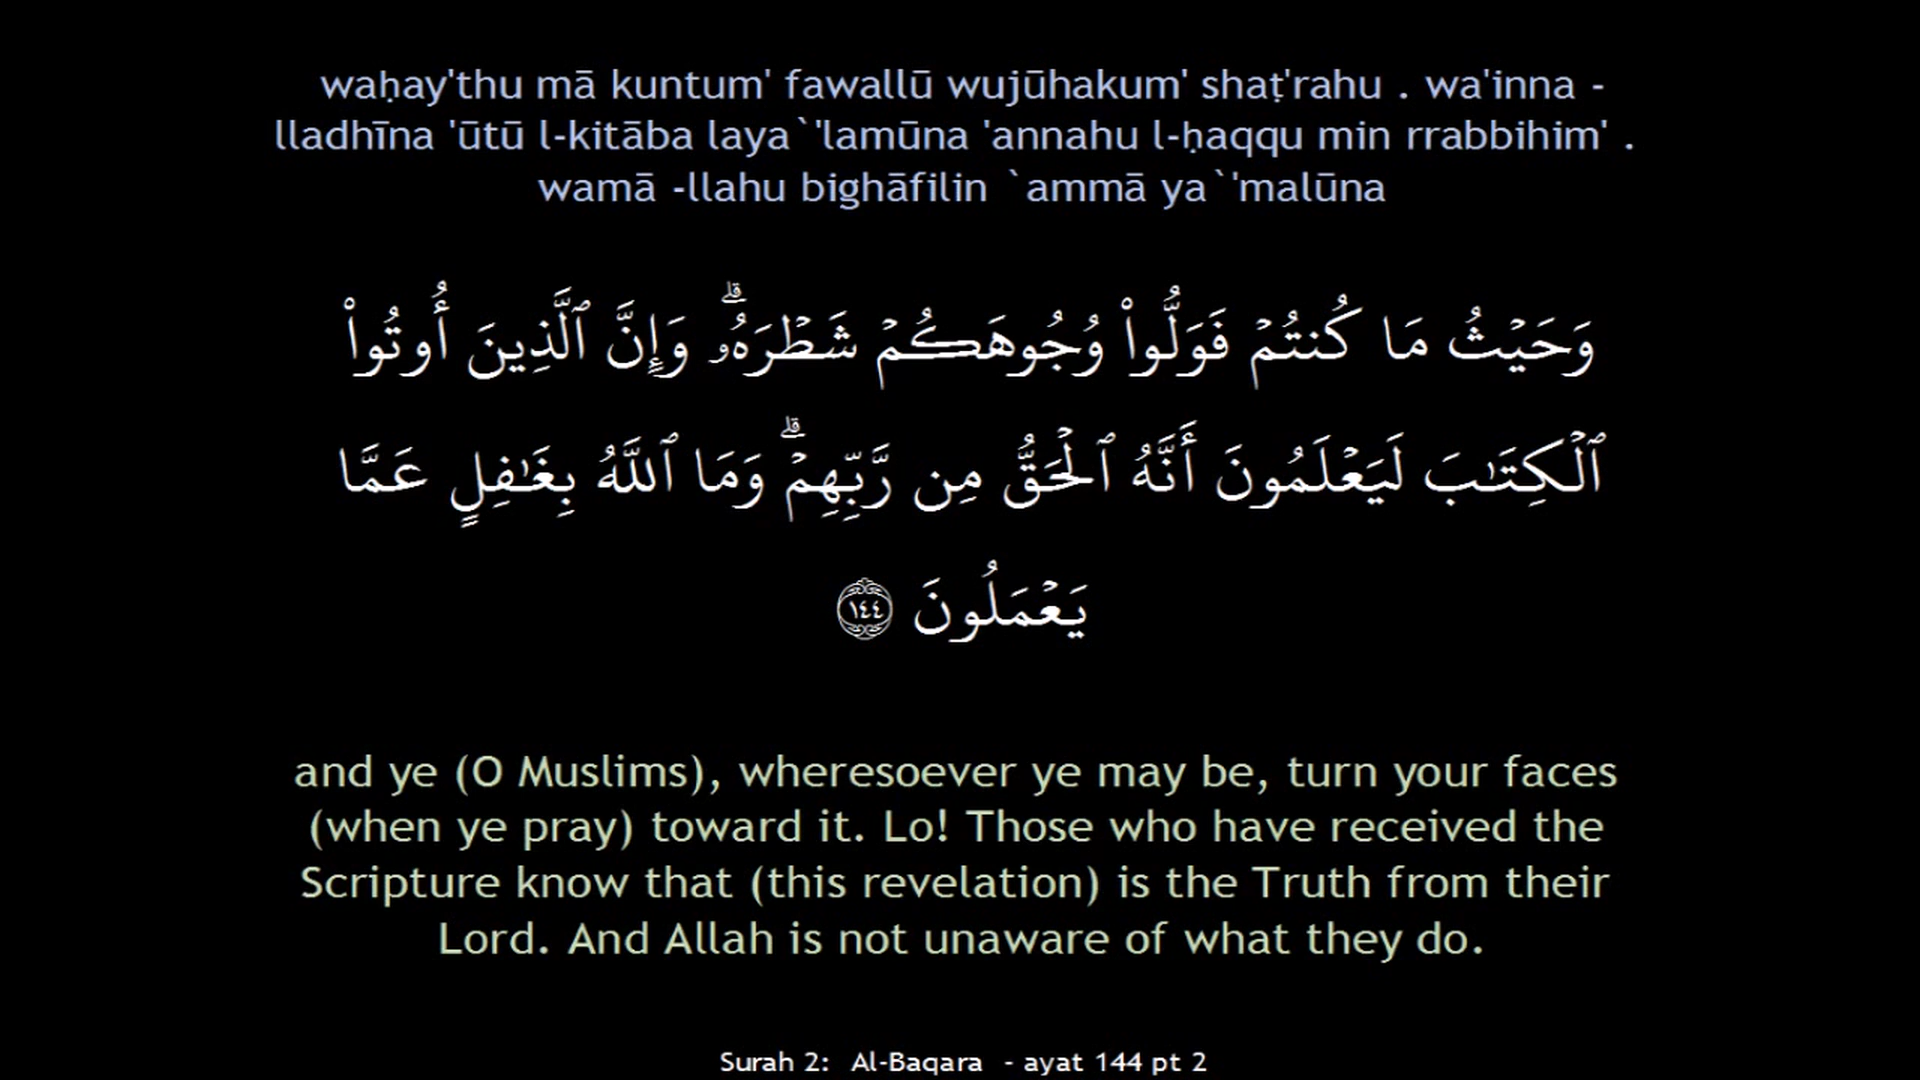 waḥay'thu mā kuntum' fawallū wujūhakum' shaṭ'rahu . wa'inna -
lladhīna 'ūtū l-kitāba laya`'lamūna 'annahu l-ḥaqqu min rrabbihim' .
wamā -llahu bighāfilin `ammā ya`'malūna
وَحَيۡثُ مَا كُنتُمۡ فَوَلُّواْ وُجُوهَكُمۡ شَطۡرَهُۥۗ وَإِنَّ ٱلَّذِينَ أُوتُواْ
ٱلۡكِتَٰبَ لَيَعۡلَمُونَ أَنَّهُ ٱلۡحَقُّ مِن رَّبِّهِمۡۗ وَمَا ٱللَّهُ بِغَٰفِلٍ عَمَّا
يَعۡمَلُونَ ١٤٤
and ye (O Muslims), wheresoever ye may be, turn your faces
(when ye pray) toward it. Lo! Those who have received the
Scripture know that (this revelation) is the Truth from their
Lord. And Allah is not unaware of what they do.
Surah 2: Al-Baqara - ayat 144 pt 2